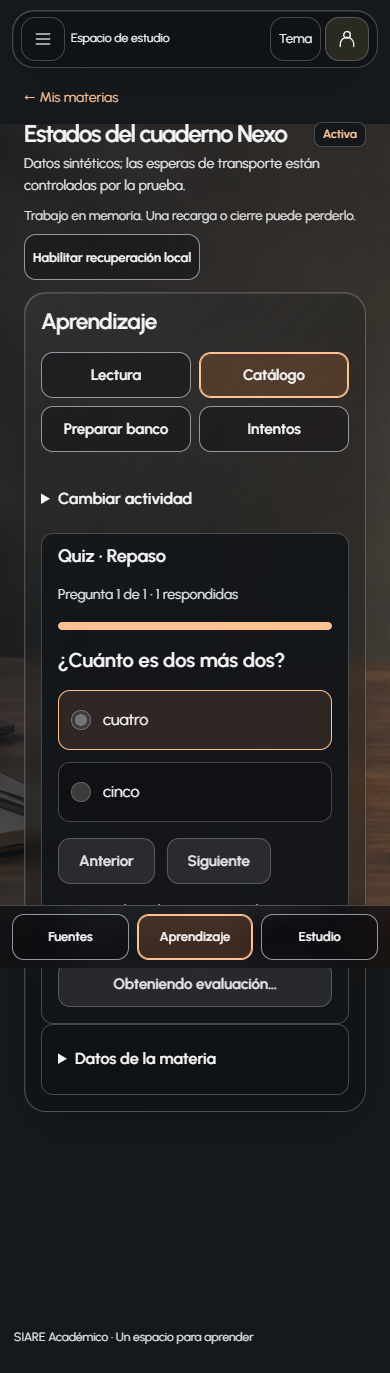 Espacio de estudio
Tema
← Mis materias
Estados del cuaderno Nexo
Activa
Datos sintéticos; las esperas de transporte están
controladas por la prueba.
Trabajo en memoria. Una recarga o cierre puede perderlo.
Habilitar recuperación local
Aprendizaje
Lectura
Catálogo
Preparar banco
Intentos
Cambiar actividad
Quiz · Repaso
Pregunta 1 de 1 · 1 respondidas
¿Cuánto es dos más dos?
cuatro
cinco
Anterior
Siguiente
Fuentes
Aprendizaje
Estudio
Obteniendo evaluación...
Datos de la materia
SIARE Académico · Un espacio para aprender